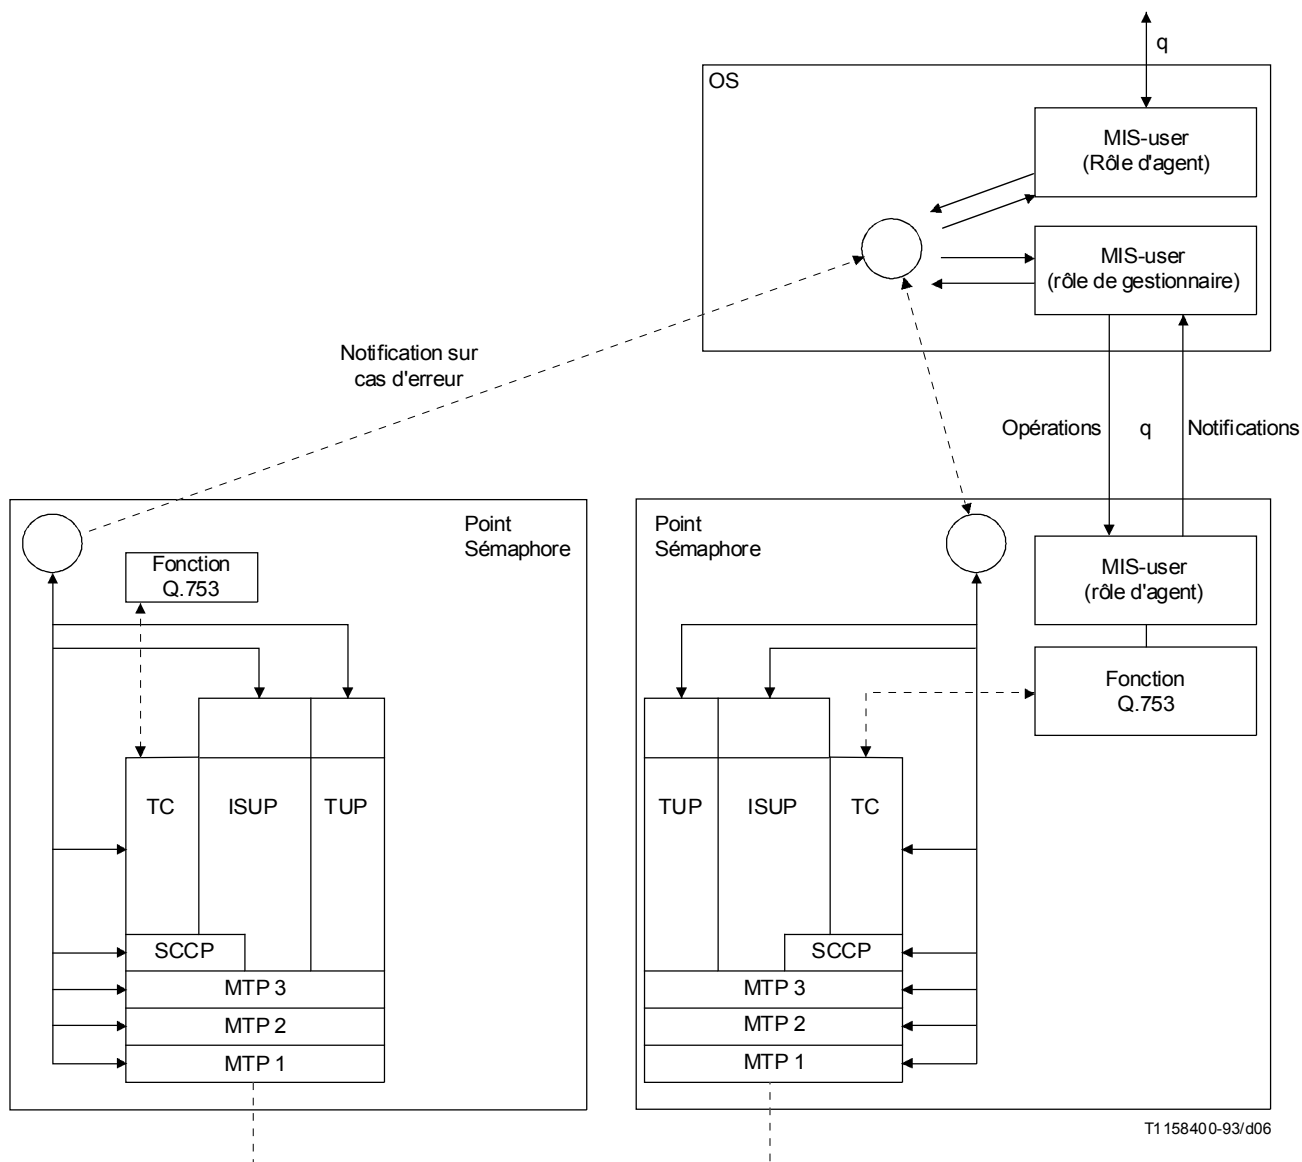 q
OS
MIS-user
(Rôle d'agent)
MIS-user
(rôle de gestionnaire)
Notification sur
cas d'erreur
Opérations
q
Notifications
Point
Sémaphore
Fonction
Q.753
TC
ISUP
TUP
SCCP
MTP 3
MTP 2
MTP 1
Point
Sémaphore
MIS-user
(rôle d'agent)
Fonction
Q.753
TUP
ISUP
TC
SCCP
MTP 3
MTP 2
MTP 1
T1158400-93/d06